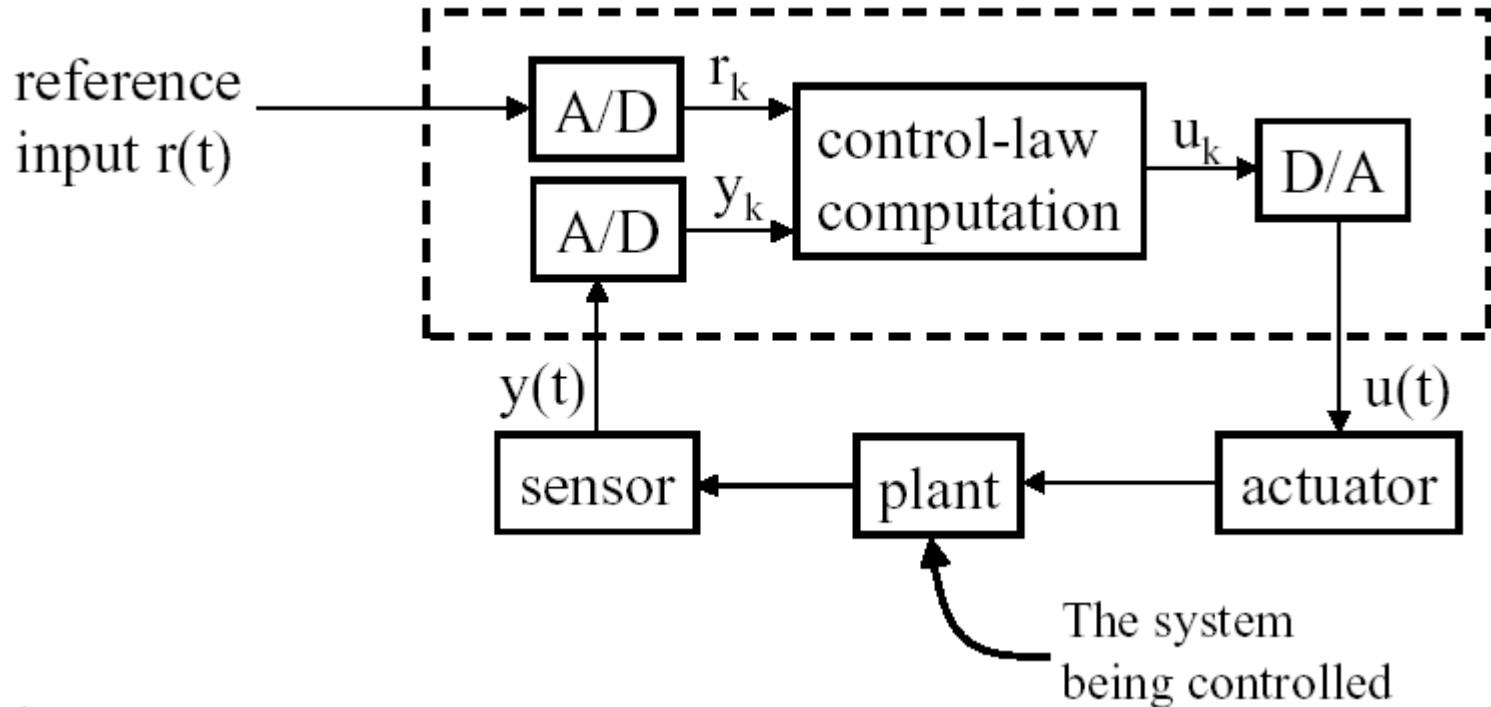 reference
input r(t)
A/D
r_k
A/D
y_k
control-law
computation
u_k
D/A
y(t)
u(t)
sensor
plant
actuator
The system
being controlled